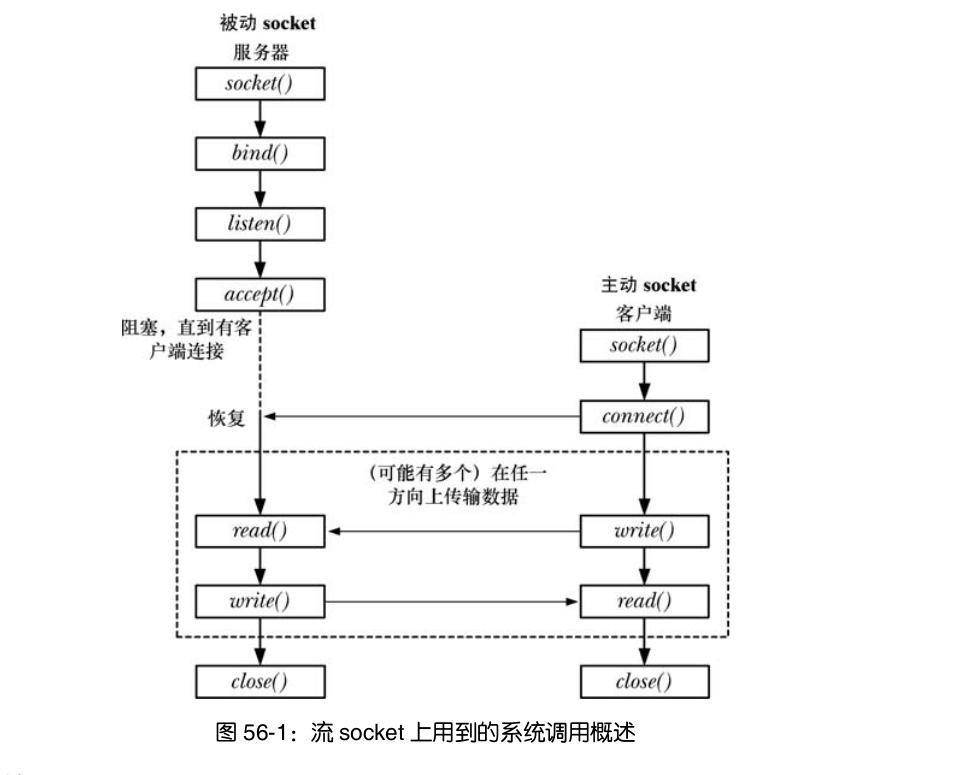 被动 socket
服务器
socket()
bind()
listen()
accept()
阻塞，直到有客
户端连接
恢复
主动 socket
客户端
socket()
connect()
（可能有多个）在任一
方向上传输数据
read()
write()
write()
read()
close()
close()
图 56-1：流 socket 上用到的系统调用概述